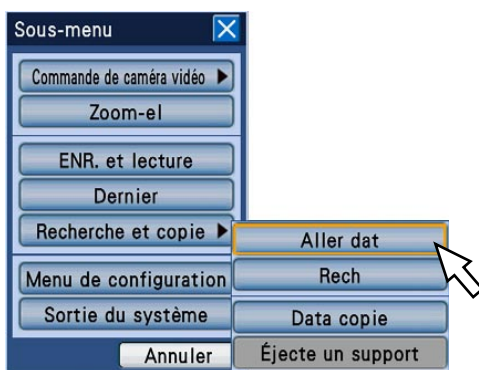 Sous-menu
Commande de caméra vidéo
Zoom-el
ENR. et lecture
Dernier
Recherche et copie
Aller dat
Rech
Menu de configuration
Sortie du système
Data copie
Annuler
Éjecte un support